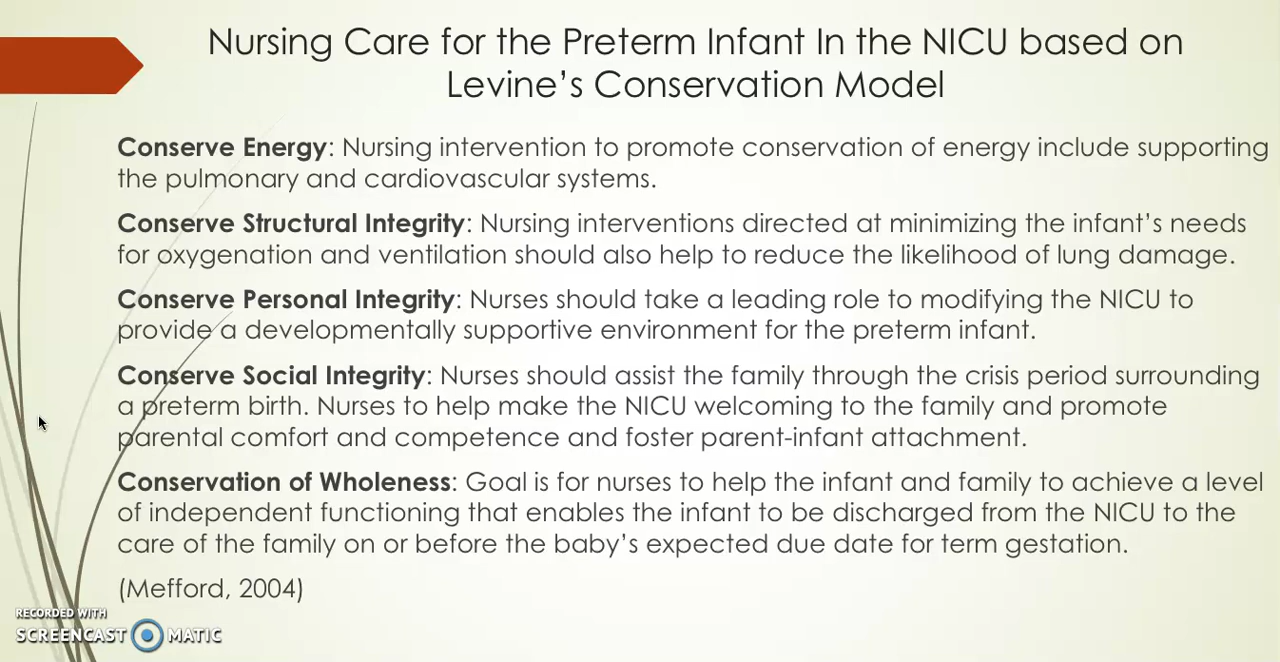 Nursing Care for the Preterm Infant In the NICU based on
Levine’s Conservation Model
Conserve Energy: Nursing intervention to promote conservation of energy include supporting
the pulmonary and cardiovascular systems.
Conserve Structural Integrity: Nursing interventions directed at minimizing the infant’s needs
for oxygenation and ventilation should also help to reduce the likelihood of lung damage.
Conserve Personal Integrity: Nurses should take a leading role to modifying the NICU to
provide a developmentally supportive environment for the preterm infant.
Conserve Social Integrity: Nurses should assist the family through the crisis period surrounding
a preterm birth. Nurses to help make the NICU welcoming to the family and promote
parental comfort and competence and foster parent-infant attachment.
Conservation of Wholeness: Goal is for nurses to help the infant and family to achieve a level
of independent functioning that enables the infant to be discharged from the NICU to the
care of the family on or before the baby’s expected due date for term gestation.
(Mefford, 2004)
RECORDED WITH
SCREENCAST MATIC